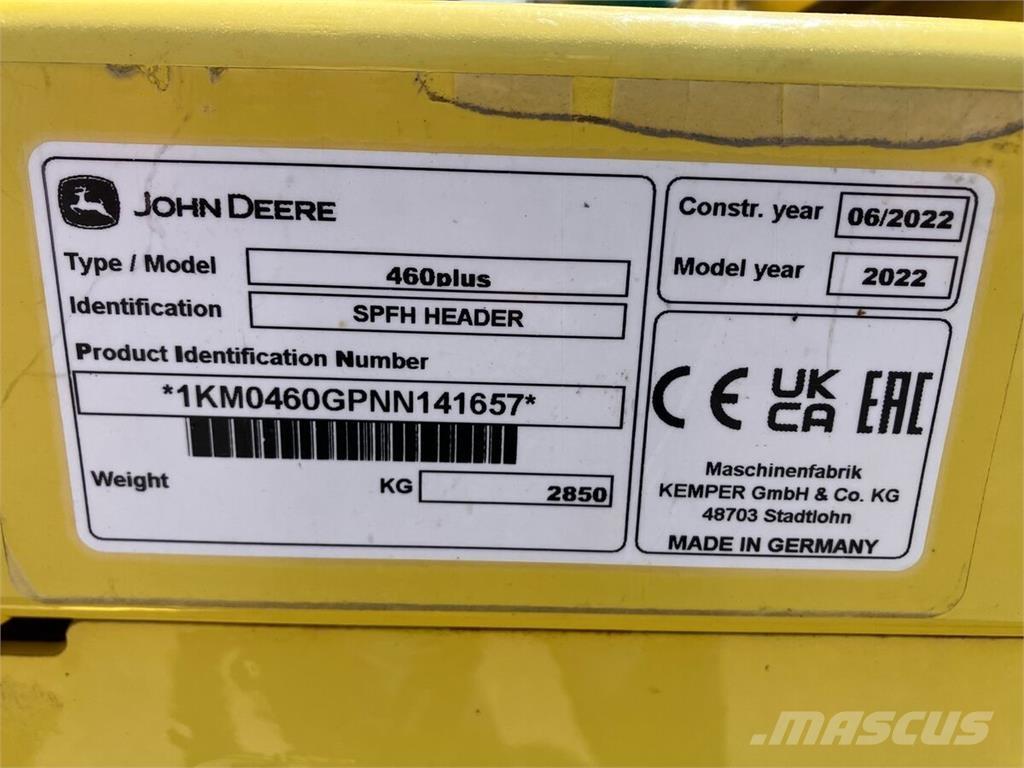 JOHN DEERE
Type / Model 460plus
Identification SPFH HEADER
Product Identification Number
*1KM0460GPNN141657*
Weight KG 2850
Constr. year 06/2022
Model year 2022
CE UK CA EAC
Maschinenfabrik
KEMPER GmbH & Co. KG
48703 Stadtlohn
MADE IN GERMANY
MASCUS